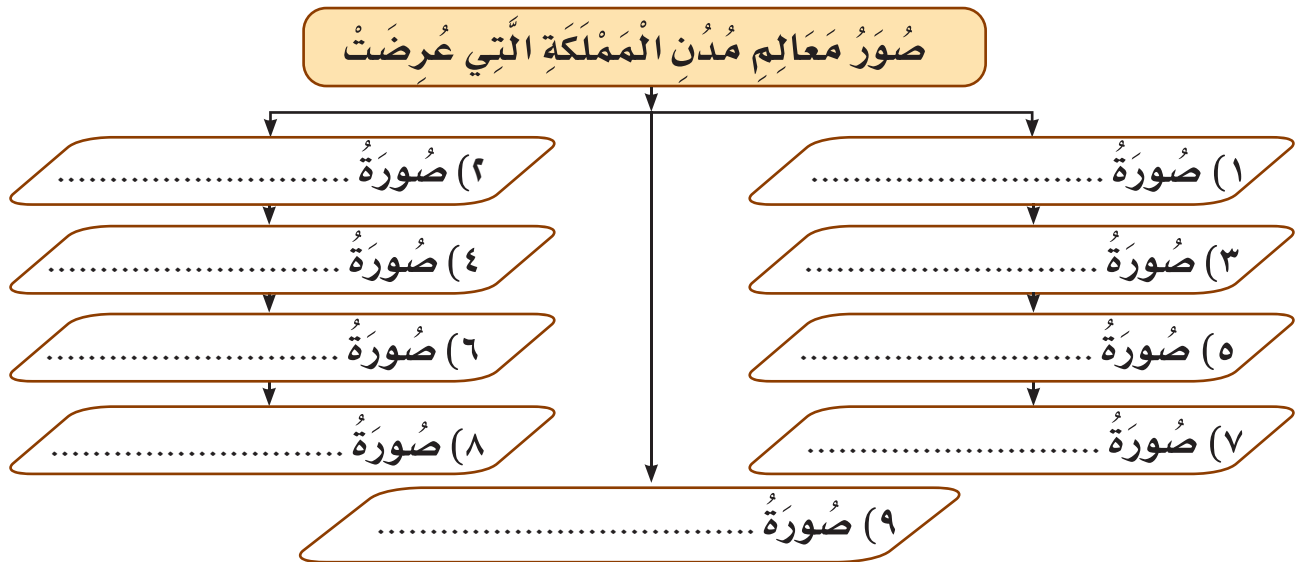 صُوَرُ مَعَالِمِ مُدُنِ الْمَمْلَكَةِ الَّتِي عُرِضَتْ
١) صُورَةُ ............................
٢) صُورَةُ ............................
٣) صُورَةُ ............................
٤) صُورَةُ ............................
٥) صُورَةُ ............................
٦) صُورَةُ ............................
٧) صُورَةُ ............................
٨) صُورَةُ ............................
٩) صُورَةُ ....................................